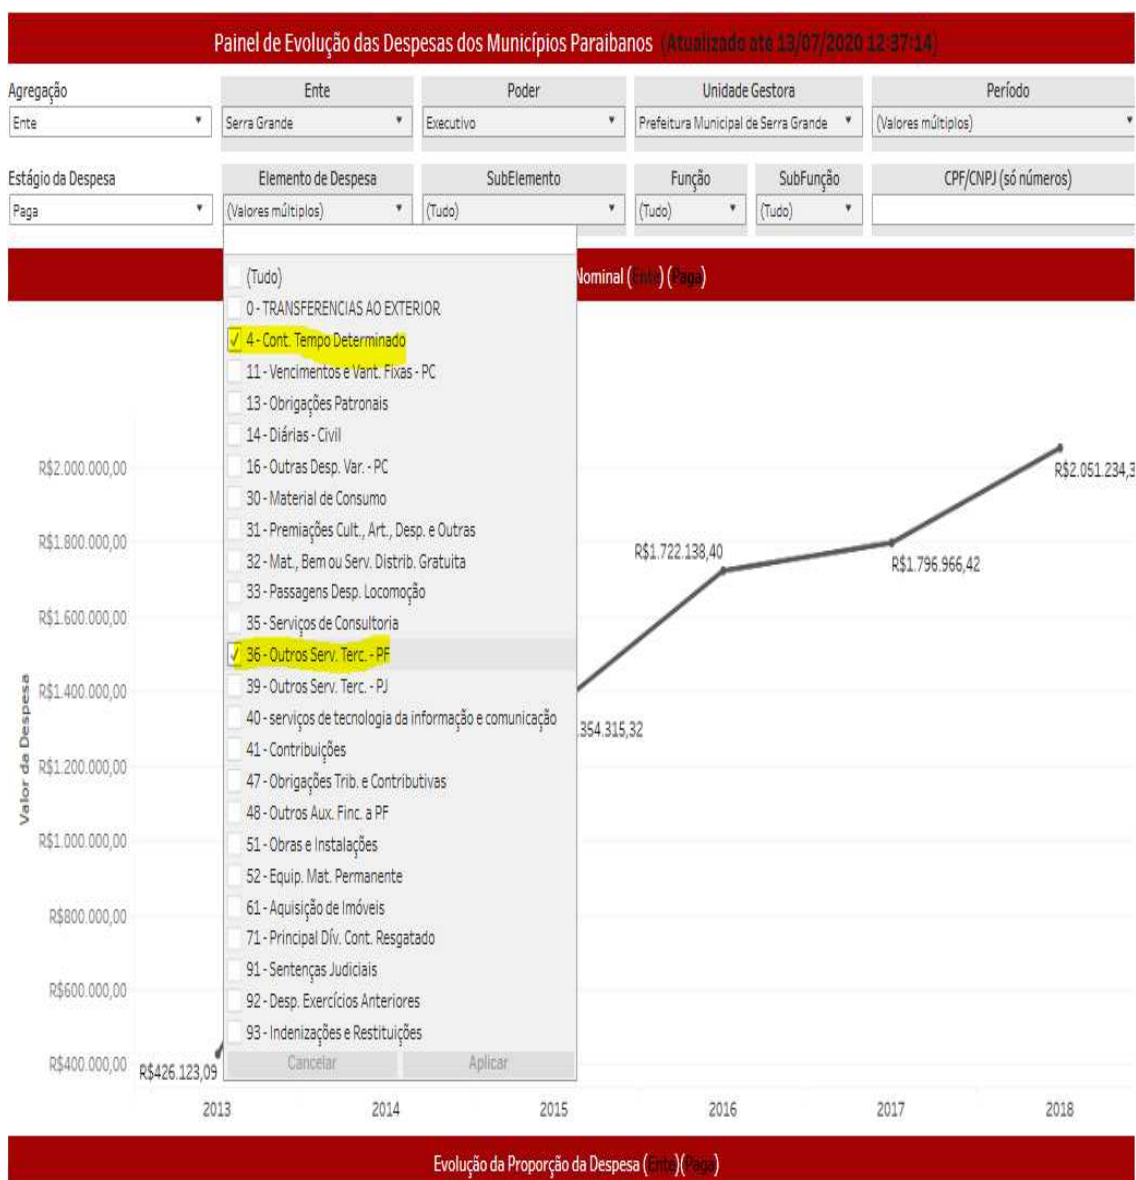 Painel de Evolução das Despesas dos Municípios Paraibanos (Atualizado até 13/07/2020 12:37:14)
Agregação Ente Poder Unidade Gestora Período
Ente Serra Grande Executivo Prefeitura Municipal de Serra Grande (Valores múltiplos)
Estágio da Despesa Elemento de Despesa SubElemento Função SubFunção CPF/CNPJ (só números)
Paga (Valores múltiplos) (Tudo) (Tudo) (Tudo)
Nominal (Ente) (Paga)
(Tudo)
0 - TRANSFERENCIAS AO EXTERIOR
4 - Cont. Tempo Determinado
11 - Vencimentos e Vant. Fixas - PC
13 - Obrigações Patronais
14 - Diárias - Civil
16 - Outras Desp. Var. - PC
30 - Material de Consumo
31 - Premiações Cult., Art., Desp. e Outras
32 - Mat., Bem ou Serv. Distrib. Gratuita
33 - Passagens Desp. Locomoção
35 - Serviços de Consultoria
36 - Outros Serv. Terc. - PF
39 - Outros Serv. Terc. - PJ
40 - serviços de tecnologia da informação e comunicação
41 - Contribuições
47 - Obrigações Trib. e Contributivas
48 - Outros Aux. Finc. a PF
51 - Obras e Instalações
52 - Equip. Mat. Permanente
61 - Aquisição de Imóveis
71 - Principal Dív. Cont. Resgatado
91 - Sentenças Judiciais
92 - Desp. Exercícios Anteriores
93 - Indenizações e Restituições
Cancelar Aplicar
Valor da Despesa
R$2.000.000,00
R$1.800.000,00
R$1.600.000,00
R$1.400.000,00
R$1.200.000,00
R$1.000.000,00
R$800.000,00
R$600.000,00
R$400.000,00
R$426.123,09
.354.315,32
R$1.722.138,40
R$1.796.966,42
R$2.051.234,3
2013 2014 2015 2016 2017 2018
Evolução da Proporção da Despesa (Ente)(Paga)